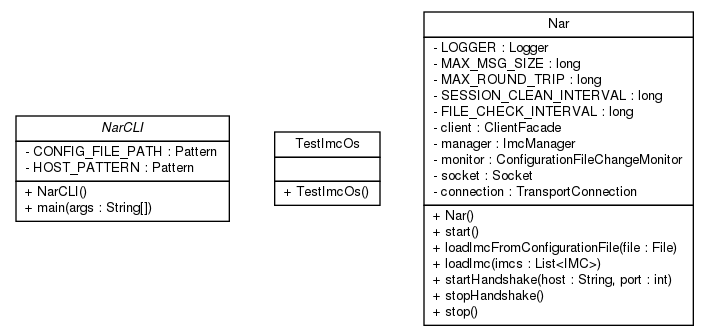 NarCLI
- CONFIG_FILE_PATH : Pattern
- HOST_PATTERN : Pattern
+ NarCLI()
+ main(args : String[])
TestImcOs
+ TestImcOs()
Nar
- LOGGER : Logger
- MAX_MSG_SIZE : long
- MAX_ROUND_TRIP : long
- SESSION_CLEAN_INTERVAL : long
- FILE_CHECK_INTERVAL : long
- client : ClientFacade
- manager : ImcManager
- monitor : ConfigurationFileChangeMonitor
- socket : Socket
- connection : TransportConnection
+ Nar()
+ start()
+ loadImcFromConfigurationFile(file : File)
+ loadImc(imcs : List<IMC>)
+ startHandshake(host : String, port : int)
+ stopHandshake()
+ stop()